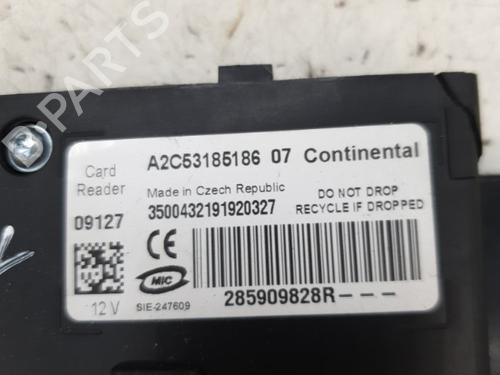 Card
Reader
A2C53185186 07 Continental
Made in Czech Republic
DO NOT DROP
09127
3500432191920327
RECYCLE IF DROPPED
CE
MIC
12 V
SIE-247609
285909828R---
B-PARTS